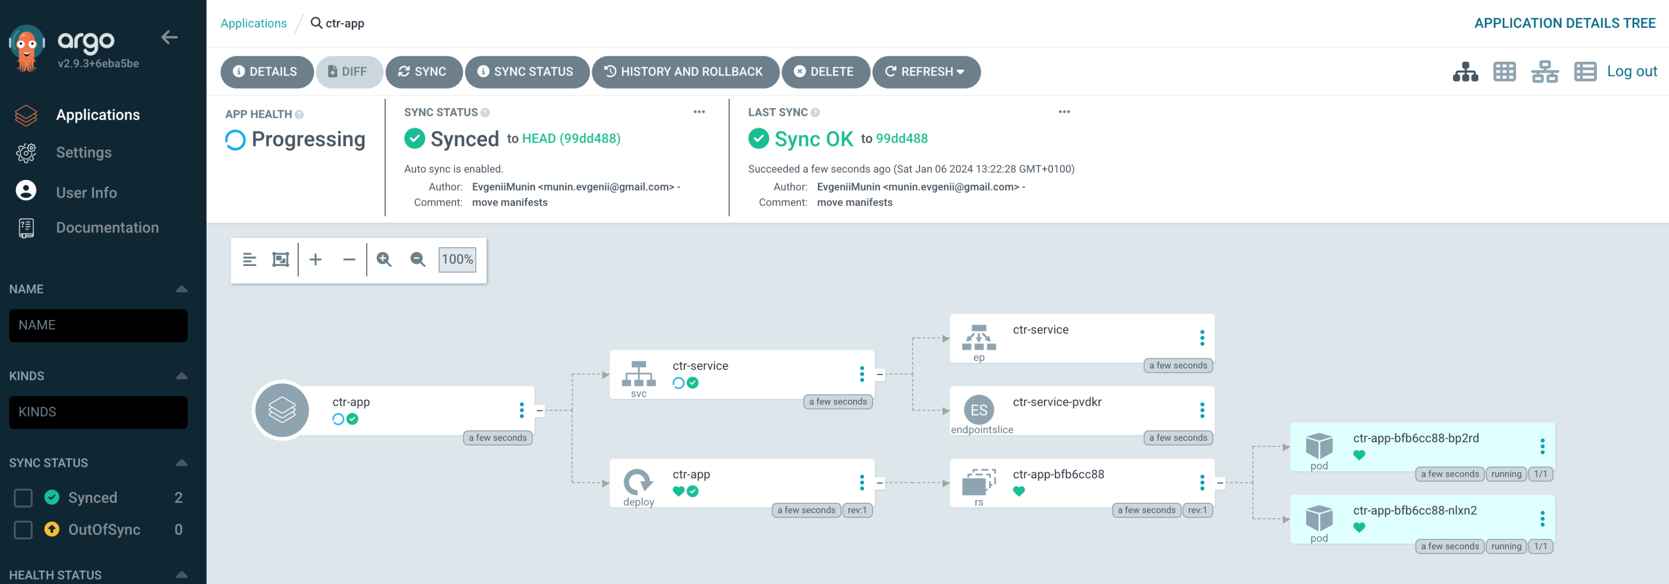 argo
v2.9.3+6eba5be
Applications
Settings
User Info
Documentation
NAME
NAME
KINDS
KINDS
SYNC STATUS
Synced 2
OutOfSync 0
HEALTH STATUS
Applications / ctr-app
APPLICATION DETAILS TREE
DETAILS DIFF SYNC SYNC STATUS HISTORY AND ROLLBACK DELETE REFRESH
Log out
APP HEALTH
Progressing
SYNC STATUS
Synced to HEAD (99dd488)
Auto sync is enabled.
Author: EvgeniiMunin <munin.evgenii@gmail.com> -
Comment: move manifests
LAST SYNC
Sync OK to 99dd488
Succeeded a few seconds ago (Sat Jan 06 2024 13:22:28 GMT+0100)
Author: EvgeniiMunin <munin.evgenii@gmail.com> -
Comment: move manifests
100%
ctr-app
a few seconds
svc
ctr-service
a few seconds
deploy
ctr-app
a few seconds rev:1
ep
ctr-service
a few seconds
ES
endpointslice
ctr-service-pvdkr
a few seconds
rs
ctr-app-bfb6cc88
a few seconds rev:1
pod
ctr-app-bfb6cc88-bp2rd
a few seconds running 1/1
pod
ctr-app-bfb6cc88-nlxn2
a few seconds running 1/1